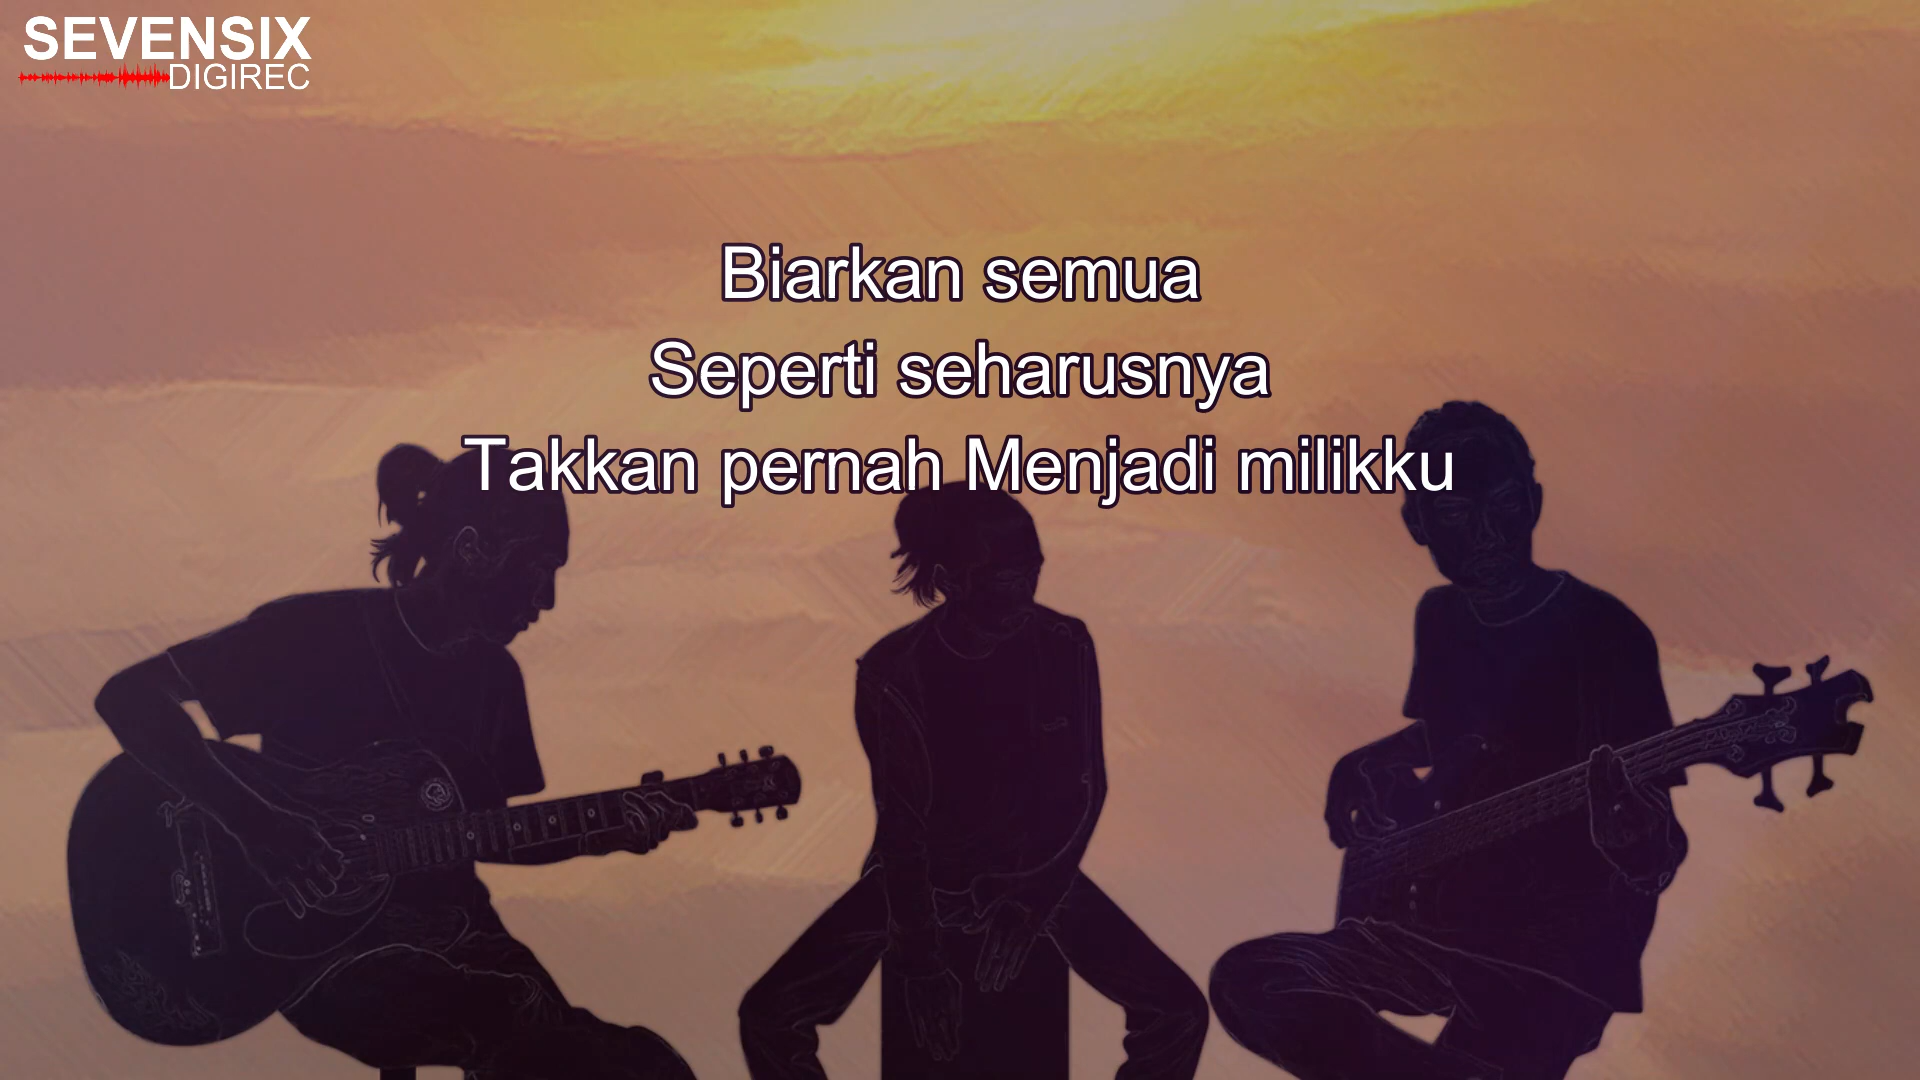 SEVENSIX
DIGIREC
Biarkan semua
Seperti seharusnya
Takkan pernah Menjadi milikku